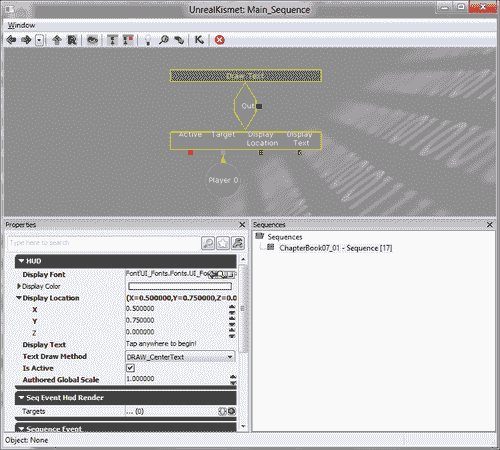 UnrealKismet: Main_Sequence
Window
Draw Text
Out
Active Target Display Location Display Text
Player 0
Properties
Sequences
Type here to search
Sequences
ChapterBook07_01 - Sequence [17]
HUD
Display Font
Font'UI_Fonts.Fonts.UI_Fo
Display Color
Display Location (X=0.500000,Y=0.750000,Z=0.0
X 0.500000
Y 0.750000
Z 0.000000
Display Text Tap anywhere to begin!
Text Draw Method DRAW_CenterText
Is Active
Authored Global Scale 1.000000
Seq Event Hud Render
Targets ... (0)
Sequence Event
Object: None